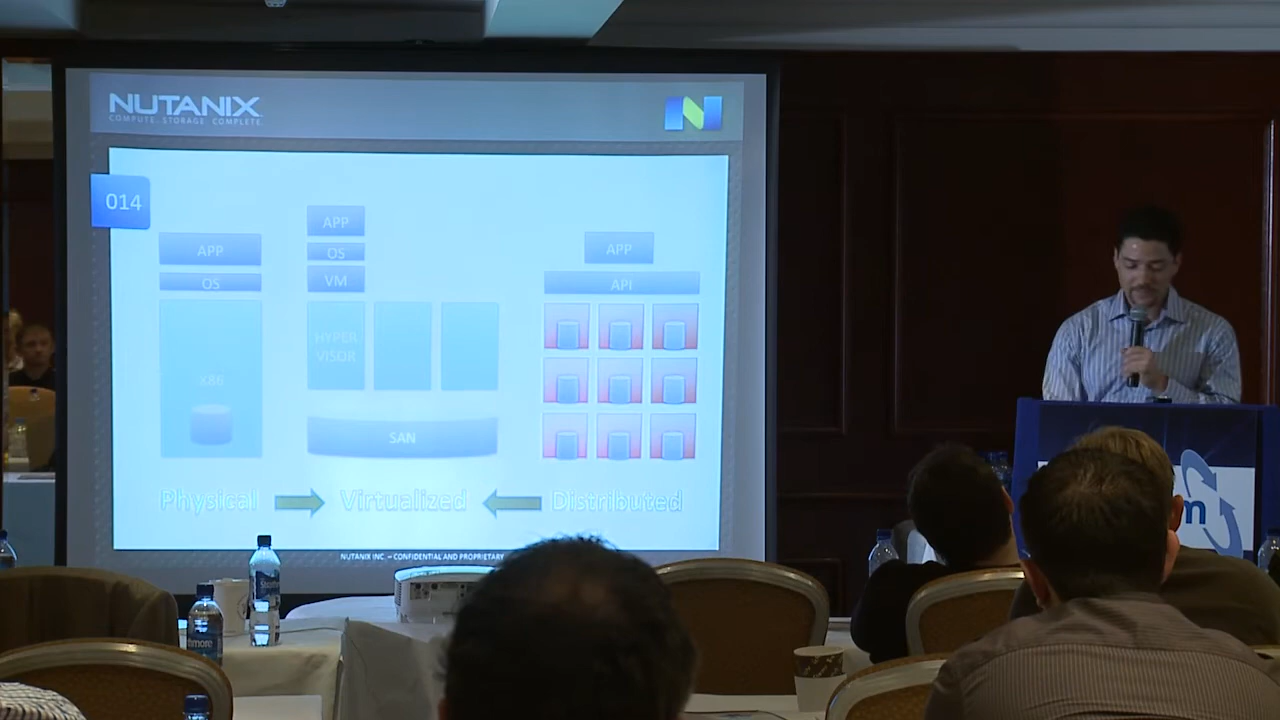 NUTANIX
COMPUTE. STORAGE. COMPLETE.
N
014
APP
OS
X86
APP
OS
VM
HYPER
VISOR
SAN
APP
API
Physical
Virtualized
Distributed
NUTANIX INC. – CONFIDENTIAL AND PROPRIETARY
m